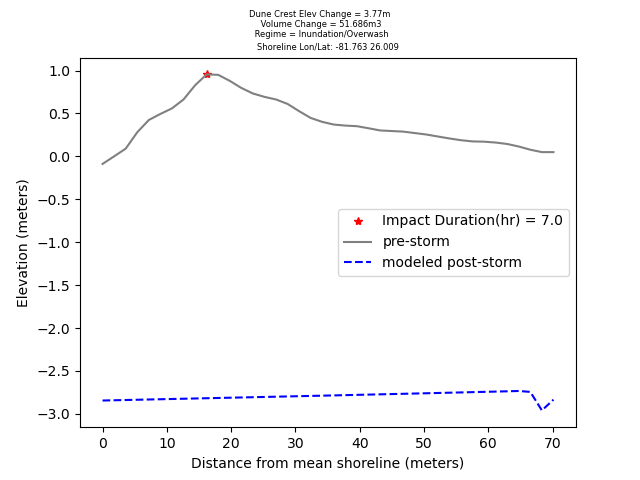 Dune Crest Elev Change = 3.77m
Volume Change = 51.686m3
Regime = Inundation/Overwash
Shoreline Lon/Lat: -81.763 26.009
1.0
0.5
0.0
−0.5
−1.0
−1.5
−2.0
−2.5
−3.0
Elevation (meters)
Impact Duration(hr) = 7.0
pre-storm
modeled post-storm
0 10 20 30 40 50 60 70
Distance from mean shoreline (meters)